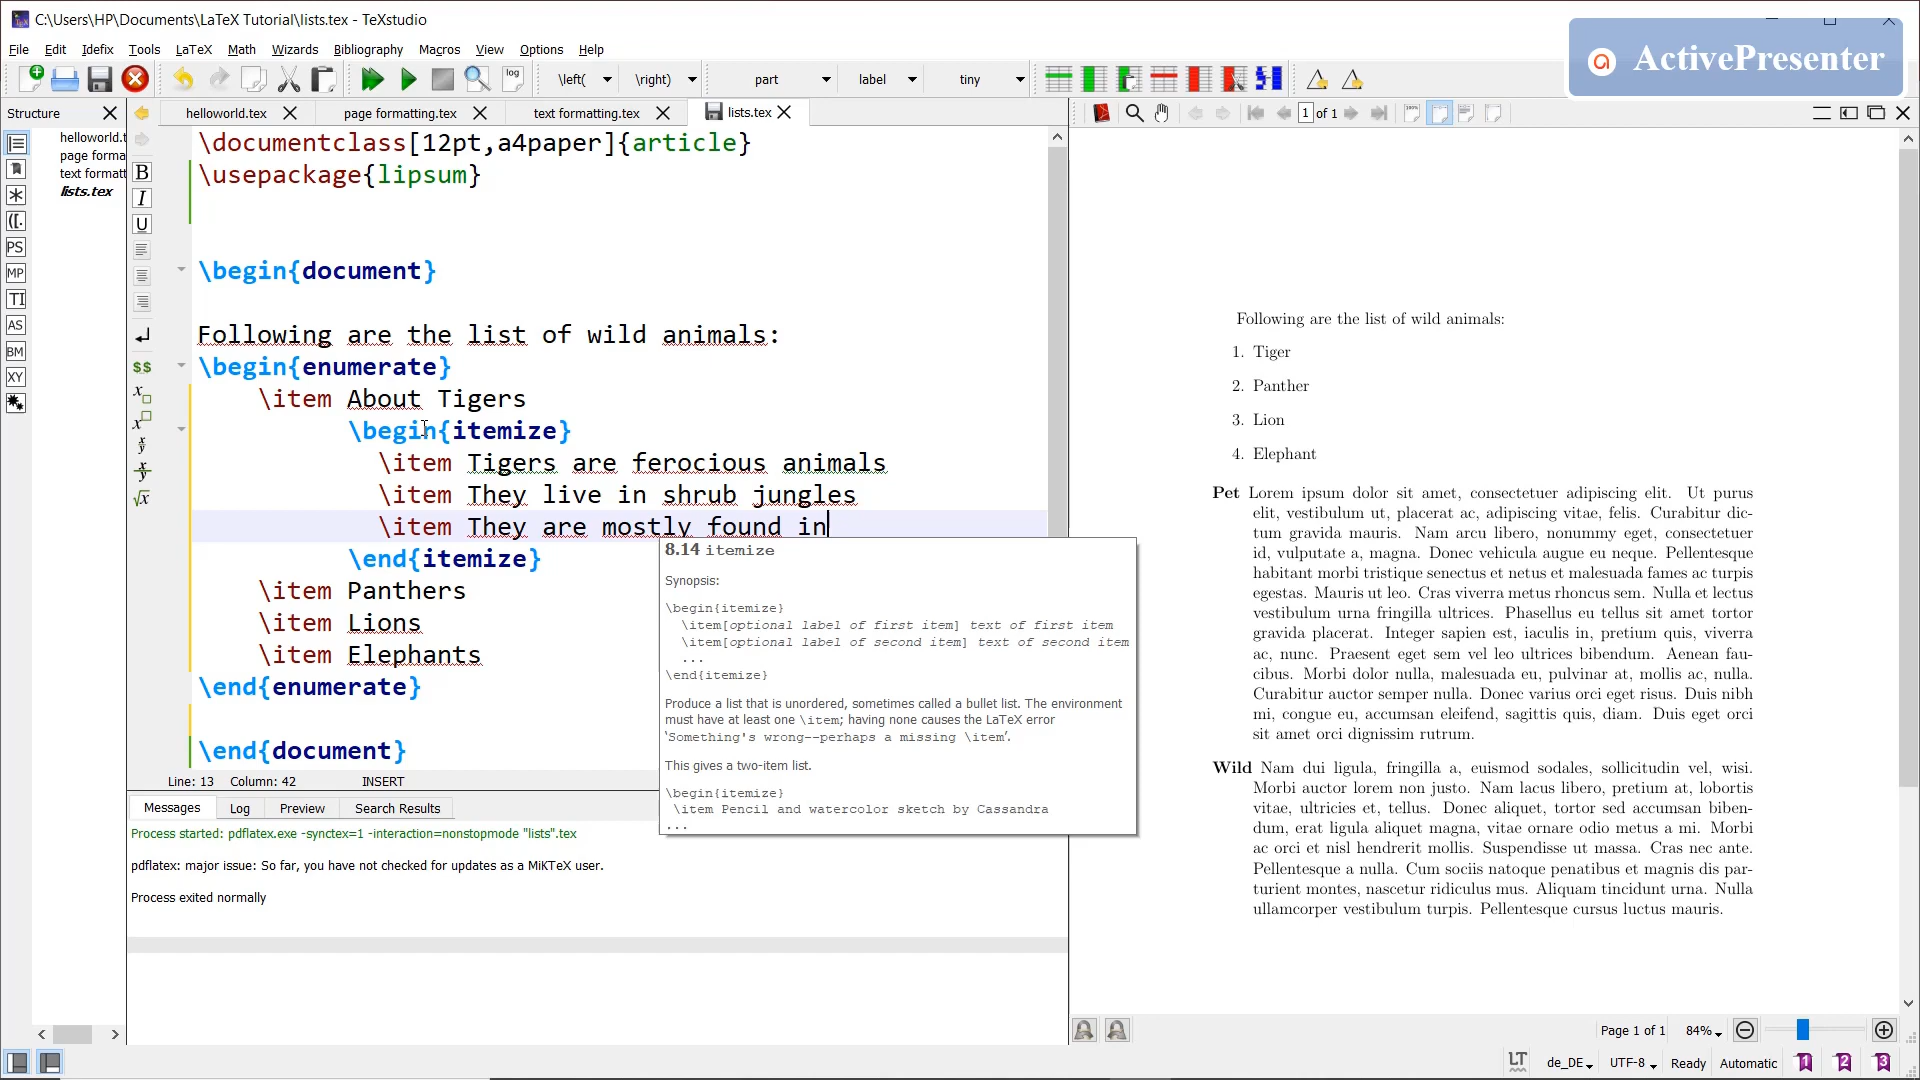 C:\Users\HP\Documents\LaTeX Tutorial\lists.tex - TeXstudio
File Edit Idefix Tools LaTeX Math Wizards Bibliography Macros View Options Help
ActivePresenter
log \left( \right) part label tiny
Structure
helloworld.tex page formatting.tex text formatting.tex lists.tex
1 of 1
helloworld.t
page forma
text formatt
lists.tex
B
I
U
PS
MP
TI
AS
BM
XY
$$
\documentclass[12pt,a4paper]{article}
\usepackage{lipsum}
\begin{document}
Following are the list of wild animals:
\begin{enumerate}
\item About Tigers
\begin{itemize}
\item Tigers are ferocious animals
\item They live in shrub jungles
\item They are mostly found in
\end{itemize}
\item Panthers
\item Lions
\item Elephants
\end{enumerate}
\end{document}
8.14 itemize
Synopsis:
\begin{itemize}
\item[optional label of first item] text of first item
\item[optional label of second item] text of second item
...
\end{itemize}
Produce a list that is unordered, sometimes called a bullet list. The environment
must have at least one \item; having none causes the LaTeX error
‘Something's wrong--perhaps a missing \item’.
This gives a two-item list.
\begin{itemize}
\item Pencil and watercolor sketch by Cassandra
...
Line: 13 Column: 42 INSERT
Messages Log Preview Search Results
Process started: pdflatex.exe -synctex=1 -interaction=nonstopmode "lists".tex
pdflatex: major issue: So far, you have not checked for updates as a MiKTeX user.
Process exited normally
Following are the list of wild animals:
1. Tiger
2. Panther
3. Lion
4. Elephant
Pet Lorem ipsum dolor sit amet, consectetuer adipiscing elit. Ut purus
elit, vestibulum ut, placerat ac, adipiscing vitae, felis. Curabitur dic-
tum gravida mauris. Nam arcu libero, nonummy eget, consectetuer
id, vulputate a, magna. Donec vehicula augue eu neque. Pellentesque
habitant morbi tristique senectus et netus et malesuada fames ac turpis
egestas. Mauris ut leo. Cras viverra metus rhoncus sem. Nulla et lectus
vestibulum urna fringilla ultrices. Phasellus eu tellus sit amet tortor
gravida placerat. Integer sapien est, iaculis in, pretium quis, viverra
ac, nunc. Praesent eget sem vel leo ultrices bibendum. Aenean fau-
cibus. Morbi dolor nulla, malesuada eu, pulvinar at, mollis ac, nulla.
Curabitur auctor semper nulla. Donec varius orci eget risus. Duis nibh
mi, congue eu, accumsan eleifend, sagittis quis, diam. Duis eget orci
sit amet orci dignissim rutrum.
Wild Nam dui ligula, fringilla a, euismod sodales, sollicitudin vel, wisi.
Morbi auctor lorem non justo. Nam lacus libero, pretium at, lobortis
vitae, ultricies et, tellus. Donec aliquet, tortor sed accumsan biben-
dum, erat ligula aliquet magna, vitae ornare odio metus a mi. Morbi
ac orci et nisl hendrerit mollis. Suspendisse ut massa. Cras nec ante.
Pellentesque a nulla. Cum sociis natoque penatibus et magnis dis par-
turient montes, nascetur ridiculus mus. Aliquam tincidunt urna. Nulla
ullamcorper vestibulum turpis. Pellentesque cursus luctus mauris.
Page 1 of 1 84%
LT de_DE UTF-8 Ready Automatic 1 2 3